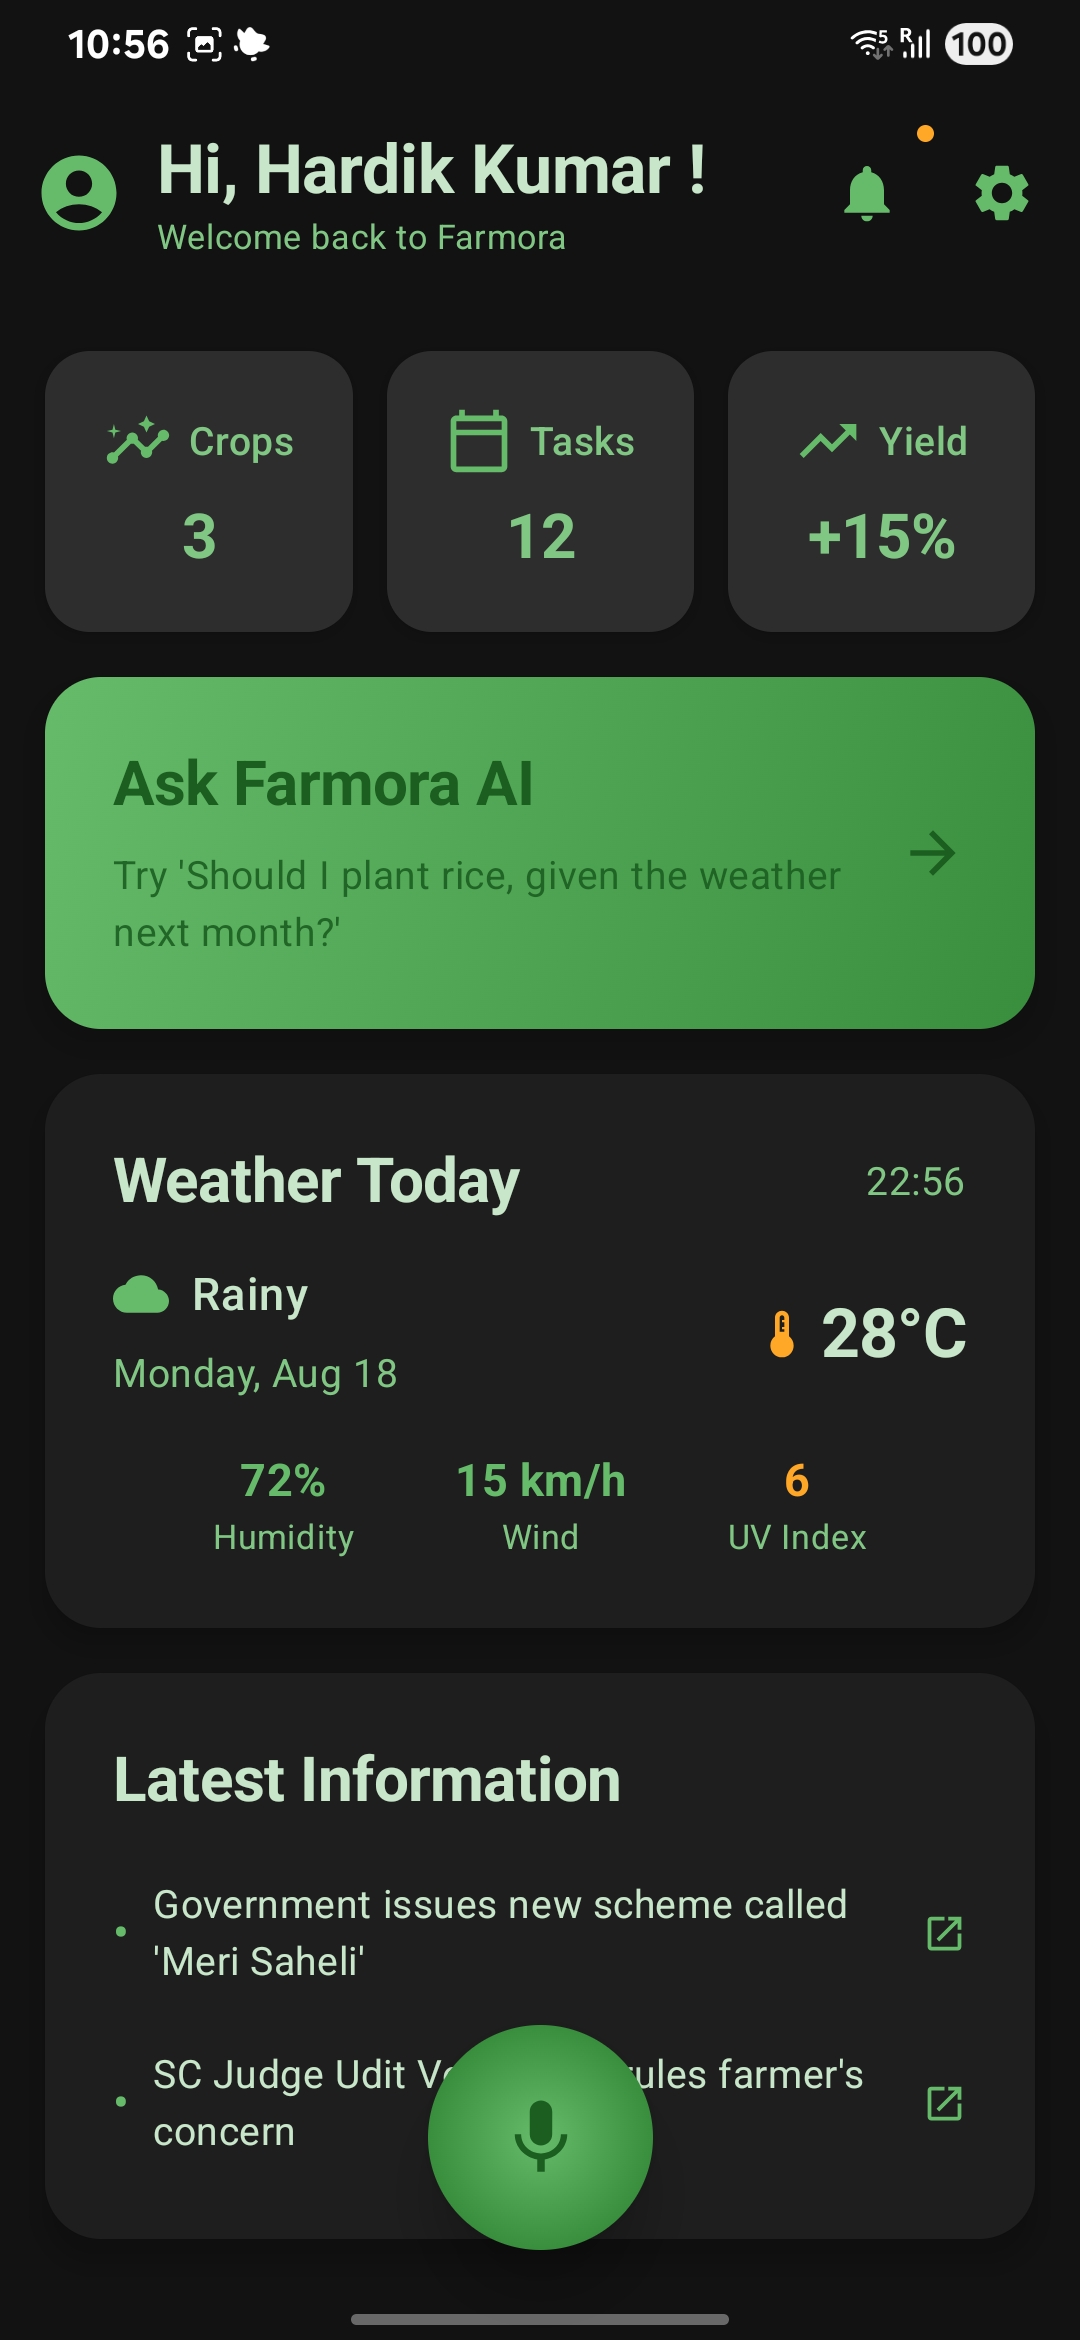 10:56
5 R 100
Hi, Hardik Kumar !
Welcome back to Farmora
Crops
3
Tasks
12
Yield
+15%
Ask Farmora AI
Try 'Should I plant rice, given the weather
next month?'
Weather Today
22:56
Rainy
28°C
Monday, Aug 18
72%
Humidity
15 km/h
Wind
6
UV Index
Latest Information
Government issues new scheme called
'Meri Saheli'
SC Judge Udit farmer's
concern